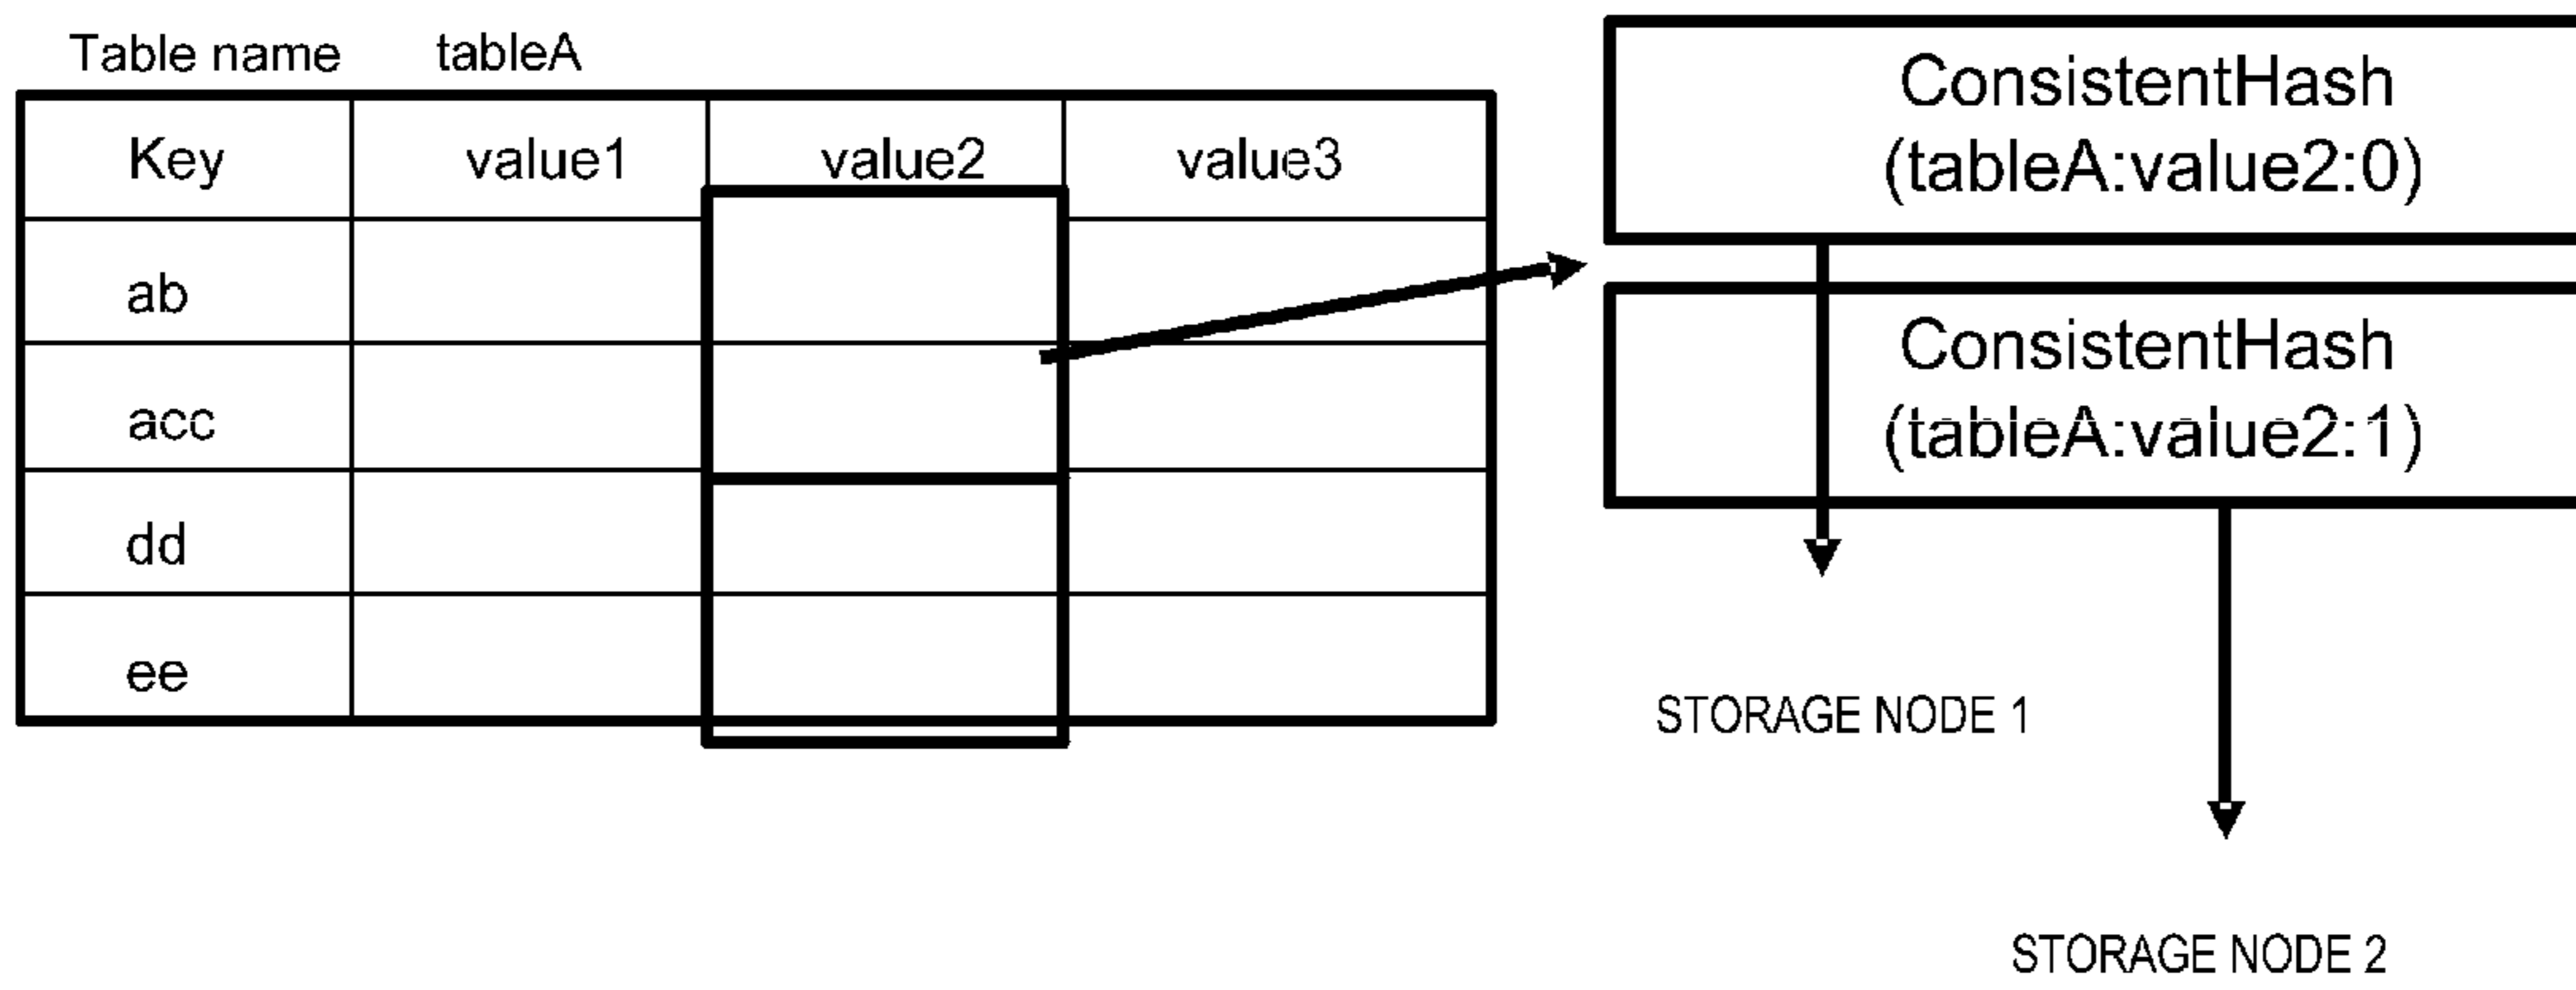 Table name tableA
Key value1 value2 value3
ab
acc
dd
ee
ConsistentHash
(tableA:value2:0)
ConsistentHash
(tableA:value2:1)
STORAGE NODE 1
STORAGE NODE 2